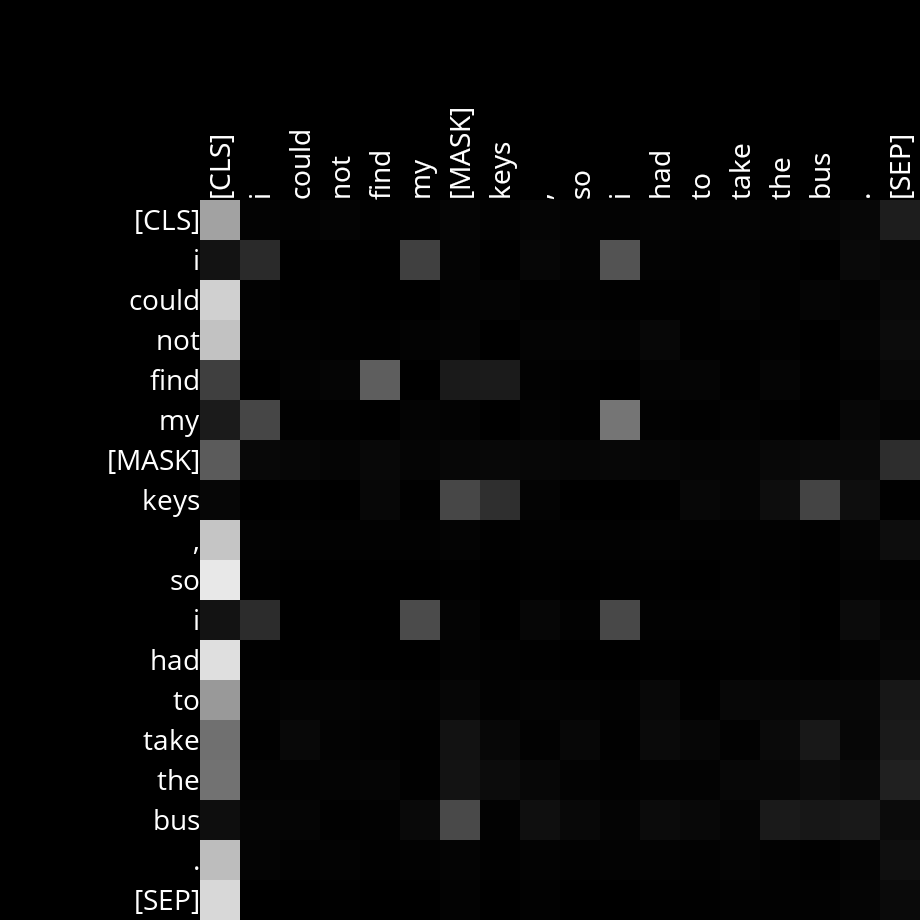 [CLS] i could not find my [MASK] keys , so i had to take the bus . [SEP]
[CLS]
i
could
not
find
my
[MASK]
keys
,
so
i
had
to
take
the
bus
.
[SEP]